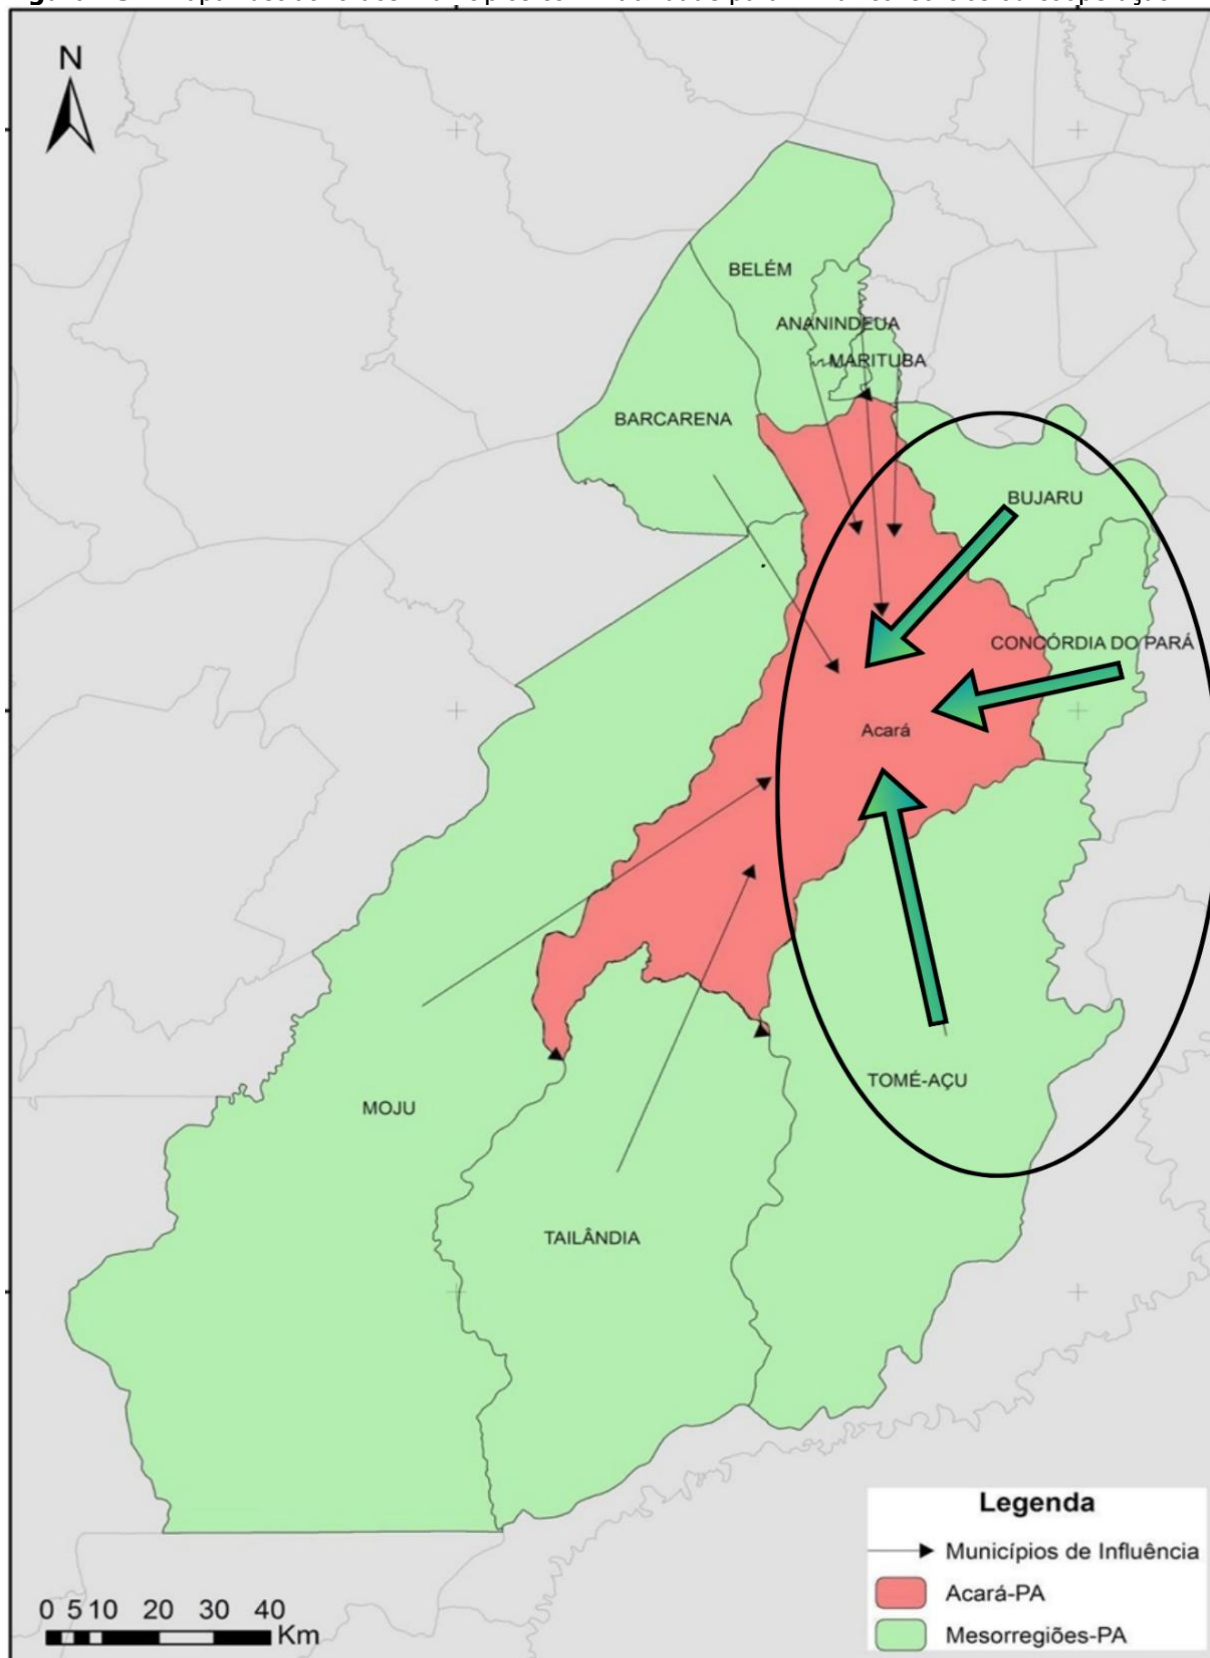 N
BELÉM
ANANINDEUA
MARITUBA
BARCARENA
BUJARU
CONCÓRDIA DO PARÁ
Acará
TOMÉ-AÇU
MOJU
TAILÂNDIA
Legenda
Municípios de Influência
Acará-PA
Mesorregiões-PA
0 5 10 20 30 40
Km